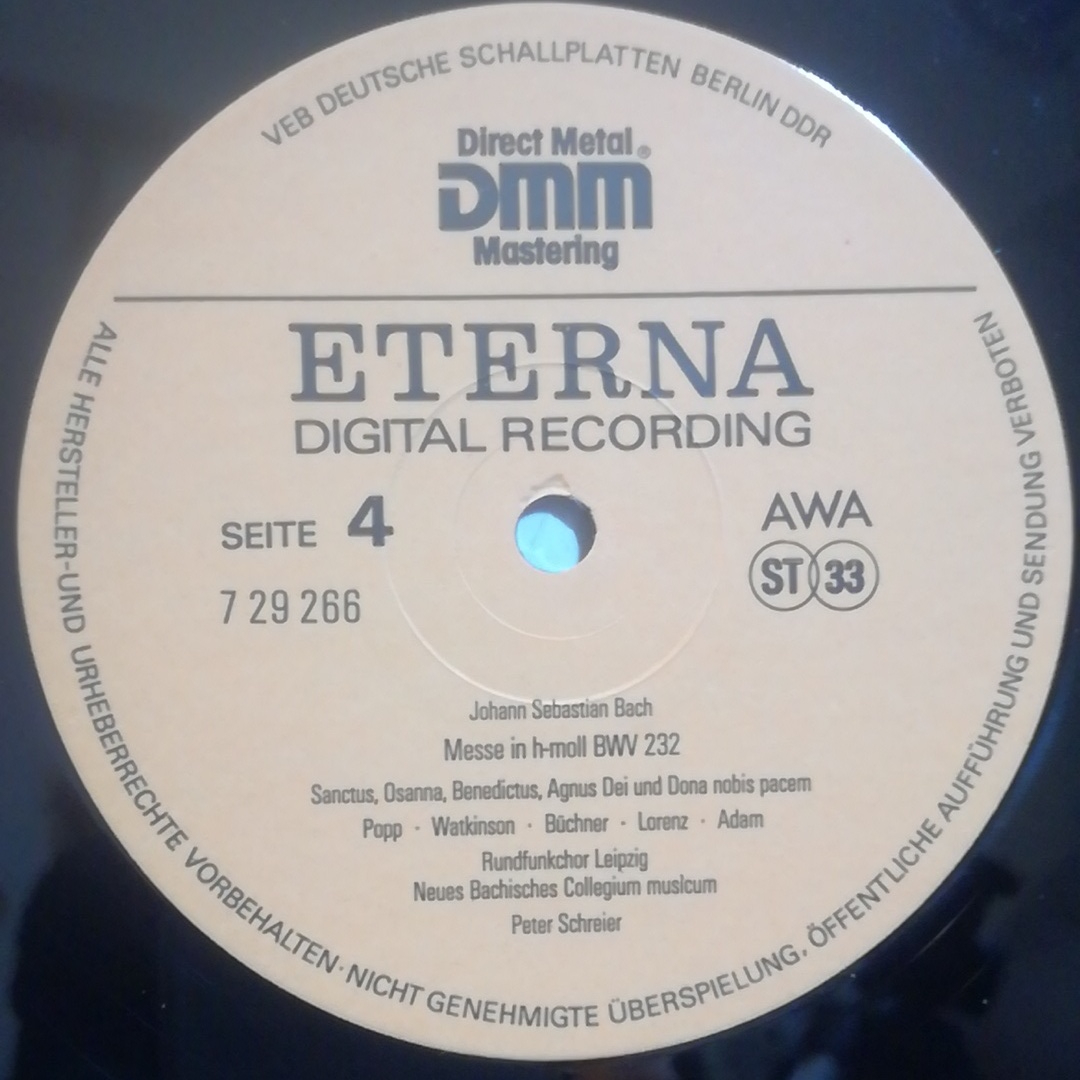 VEB DEUTSCHE SCHALLPLATTEN BERLIN DDR
Direct Metal®
DMM
Mastering
ETERNA
DIGITAL RECORDING
SEITE 4
AWA
ST 33
7 29 266
Johann Sebastian Bach
Messe in h-moll BWV 232
Sanctus, Osanna, Benedictus, Agnus Dei und Dona nobis pacem
Popp · Watkinson · Büchner · Lorenz · Adam
Rundfunkchor Leipzig
Neues Bachisches Collegium musicum
Peter Schreier
ALLE HERSTELLER-UND URHEBERRECHTE VORBEHALTEN · NICHT GENEHMIGTE ÜBERSPIELUNG, ÖFFENTLICHE AUFFÜHRUNG UND SENDUNG VERBOTEN